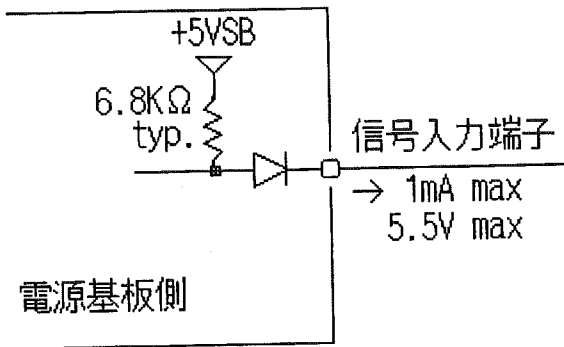 +5VSB
6.8KΩ
typ.
信号入力端子
→ 1mA max
5.5V max
電源基板側